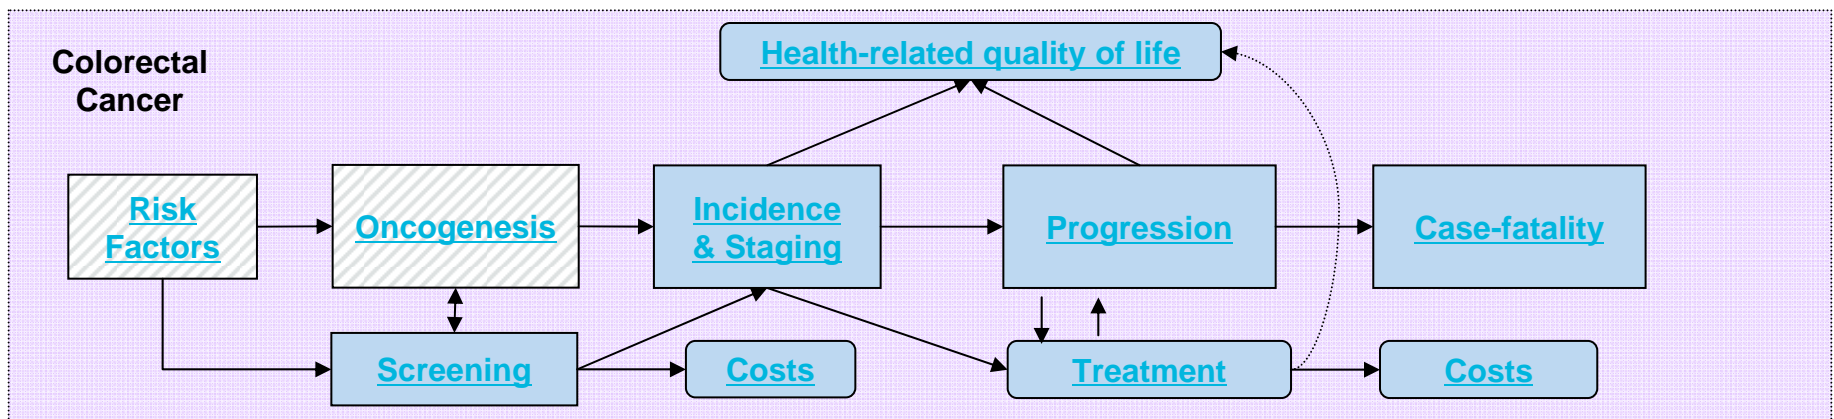 Colorectal
Cancer
Health-related quality of life
Risk
Factors
Oncogenesis
Incidence
& Staging
Progression
Case-fatality
Screening
Costs
Treatment
Costs